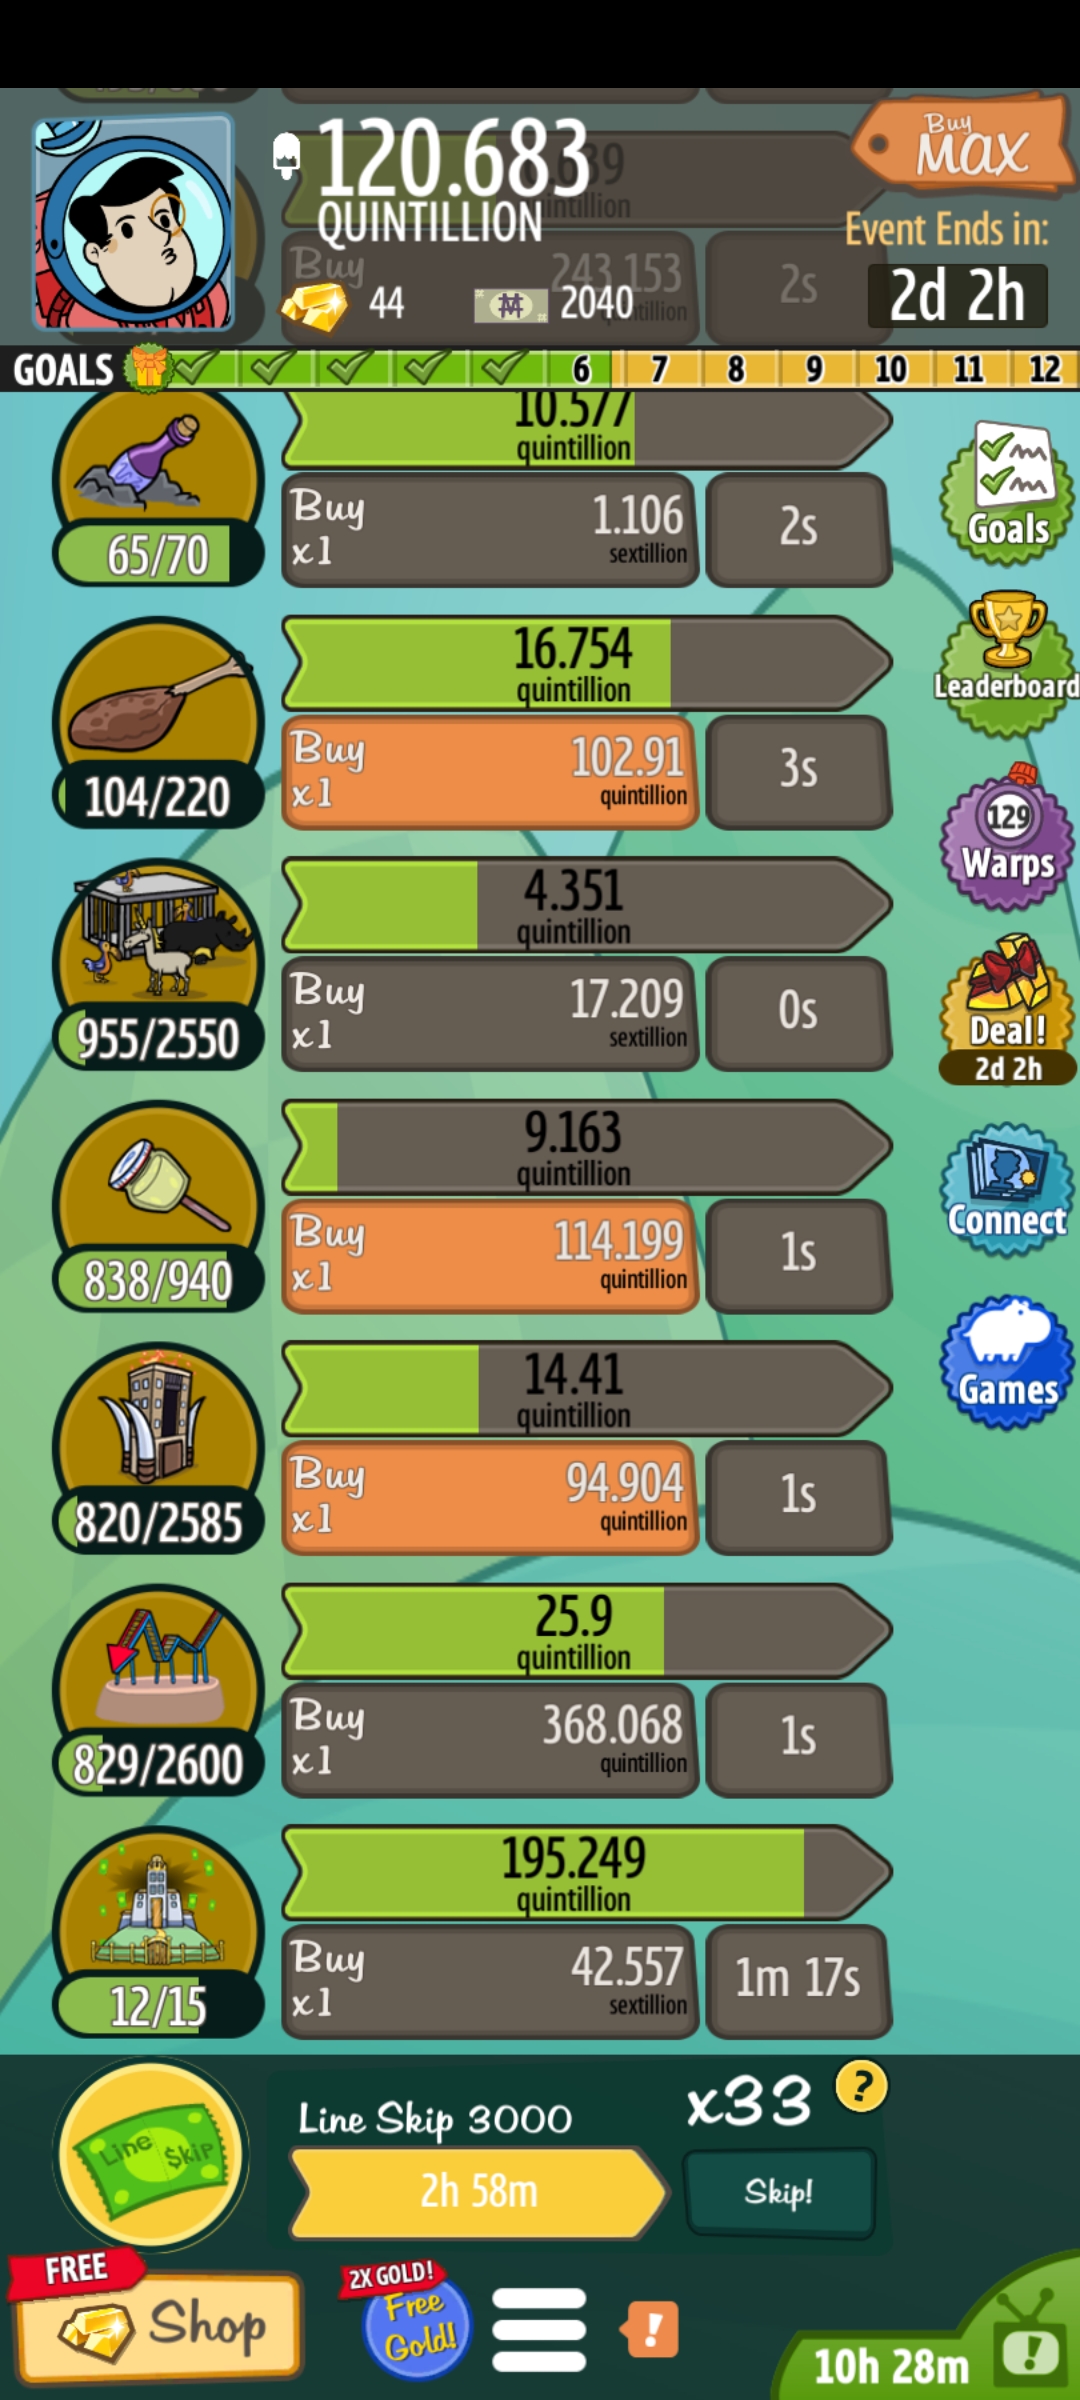 120.683
QUINTILLION
Buy
MAX
Event Ends in:
2d 2h
Buy
243.153
2s
44
2040
GOALS
6
7
8
9
10
11
12
10.577
quintillion
65/70
Buy
x1
1.106
sextillion
2s
Goals
16.754
quintillion
104/220
Buy
x1
102.91
quintillion
3s
Leaderboard
4.351
quintillion
955/2550
Buy
x1
17.209
sextillion
0s
129
Warps
Deal!
2d 2h
9.163
quintillion
838/940
Buy
x1
114.199
quintillion
1s
Connect
14.41
quintillion
820/2585
Buy
x1
94.904
quintillion
1s
Games
25.9
quintillion
829/2600
Buy
x1
368.068
quintillion
1s
195.249
quintillion
12/15
Buy
x1
42.557
sextillion
1m 17s
Line $kip
Line Skip 3000
2h 58m
x33
?
Skip!
FREE
Shop
2X GOLD!
Free
Gold!
!
10h 28m
!